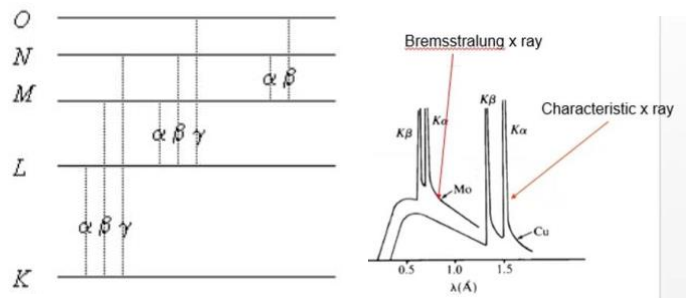 O
N
M
L
K
α β γ
α β γ
α β
Bremsstralung x ray
Characteristic x ray
Kβ
Kα
Kβ
Kα
Mo
Cu
0.5 1.0 1.5
λ(Å)